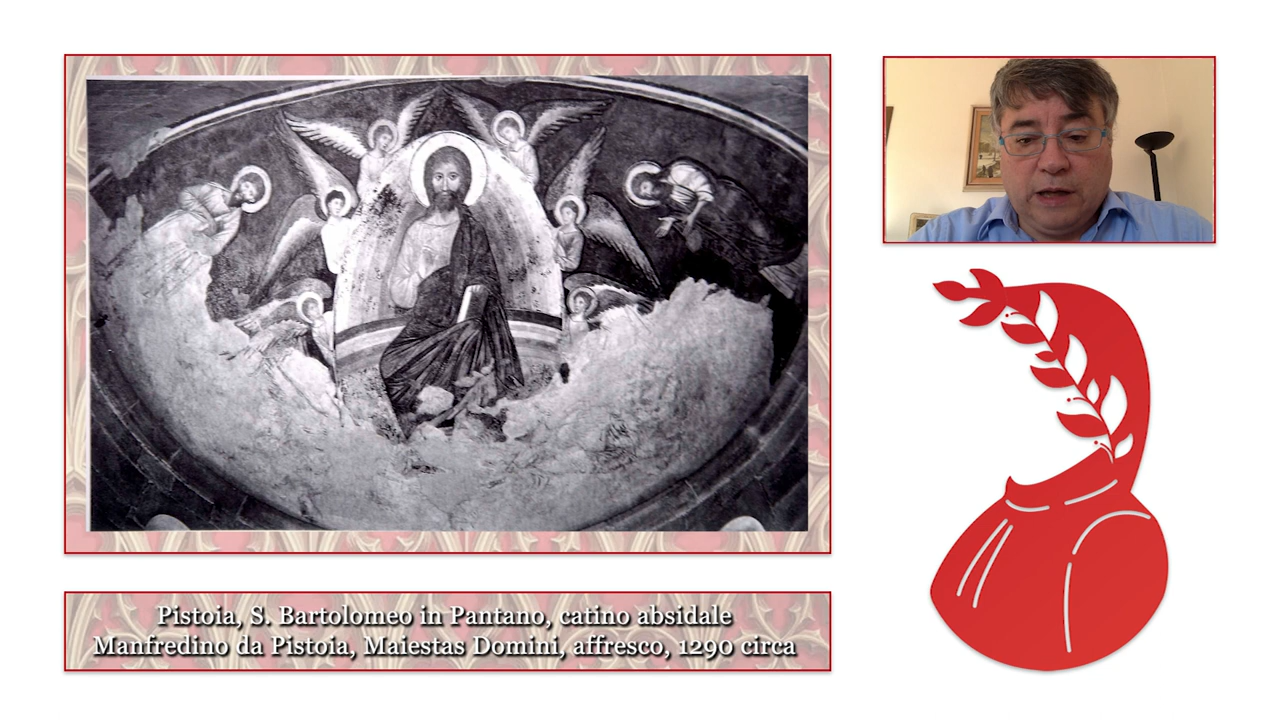 Pistoia, S. Bartolomeo in Pantano, catino absidale
Manfredino da Pistoia, Maiestas Domini, affresco, 1290 circa